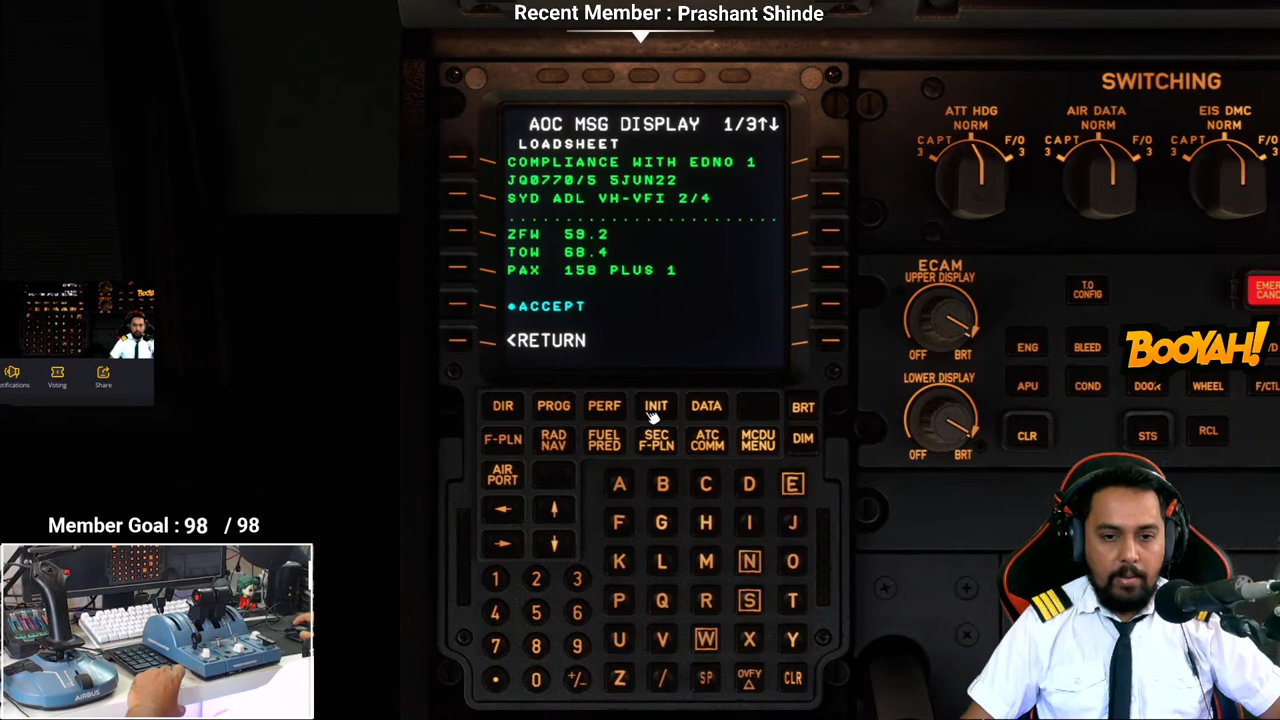 Recent Member : Prashant Shinde
AOC MSG DISPLAY 1/3↑↓
LOADSHEET
COMPLIANCE WITH EDNO 1
JQ0770/5 5JUN22
SYD ADL VH-VFI 2/4
........................
ZFW 59.2
TOW 68.4
PAX 158 PLUS 1
●ACCEPT
<RETURN
DIR PROG PERF INIT DATA BRT
F-PLN RAD NAV FUEL PRED SEC F-PLN ATC COMM MCDU MENU DIM
AIR PORT
A B C D E
← ↑
F G H I J
→ ↓
K L M N O
1 2 3
P Q R S T
4 5 6
U V W X Y
7 8 9
Z / SP OVFY △ CLR
• 0 +/-
SWITCHING
ATT HDG AIR DATA EIS DMC
NORM NORM NORM
CAPT 3 F/O 3 CAPT 3 F/O 3 CAPT 3 F/O 3
ECAM
UPPER DISPLAY
OFF BRT
LOWER DISPLAY
OFF BRT
T.O CONFIG
ENG BLEED
APU COND DOOR WHEEL F/CTL
CLR STS RCL
BOOYAH!
Voting Share
Member Goal : 98 / 98
AIRBUS